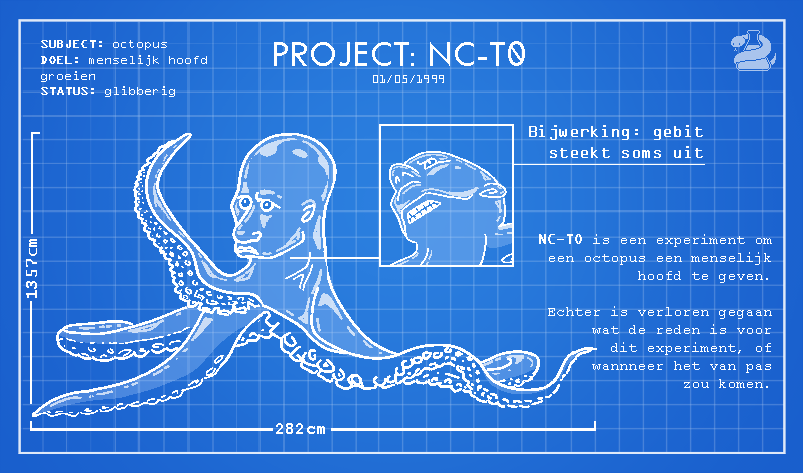 SUBJECT: octopus
DOEL: menselijk hoofd
groeien
STATUS: glibberig
PROJECT: NC-T0
01/05/1999
Bijwerking: gebit
steekt soms uit
NC-T0 is een experiment om
een octopus een menselijk
hoofd te geven.
Echter is verloren gegaan
wat de reden is voor
dit experiment, of
wannneer het van pas
zou komen.
1357cm
282cm